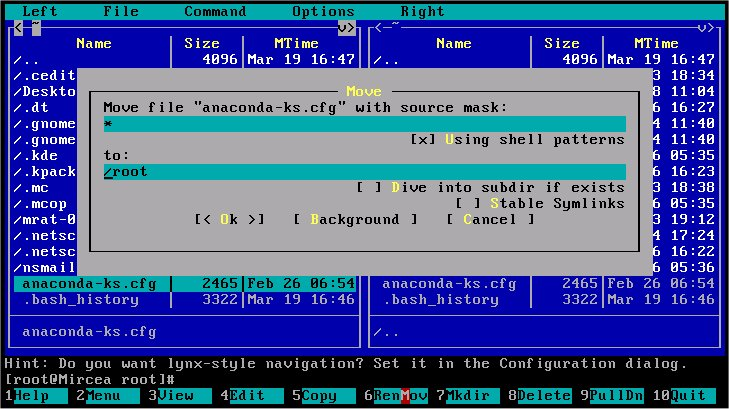 Left File Command Options Right
<~ v> <~ v>
Name Size MTime Name Size MTime
/.. 4096 Mar 19 16:47 /.. 4096 Mar 19 16:47
/.cedit 3 18:34
/Deskto 8 11:04
/.dt 6 16:27
/.gnome 4 11:40
/.gnome 4 11:40
/.kde 6 05:35
/.kpack 6 16:23
/.mc 3 18:38
/.mcop 6 05:35
/mrat-0 3 19:12
/.netsc 4 17:24
/.netsc 6 16:22
/nsmail 6 05:36
Move
Move file "anaconda-ks.cfg" with source mask:
*
[x] Using shell patterns
to:
/root
[ ] Dive into subdir if exists
[ ] Stable Symlinks
[< Ok >] [ Background ] [ Cancel ]
anaconda-ks.cfg 2465 Feb 26 06:54 anaconda-ks.cfg 2465 Feb 26 06:54
.bash_history 3322 Mar 19 16:46 .bash_history 3322 Mar 19 16:46
anaconda-ks.cfg /..
Hint: Do you want lynx-style navigation? Set it in the Configuration dialog.
[root@Mircea root]#
1Help 2Menu 3View 4Edit 5Copy 6RenMov 7Mkdir 8Delete 9PullDn 10Quit